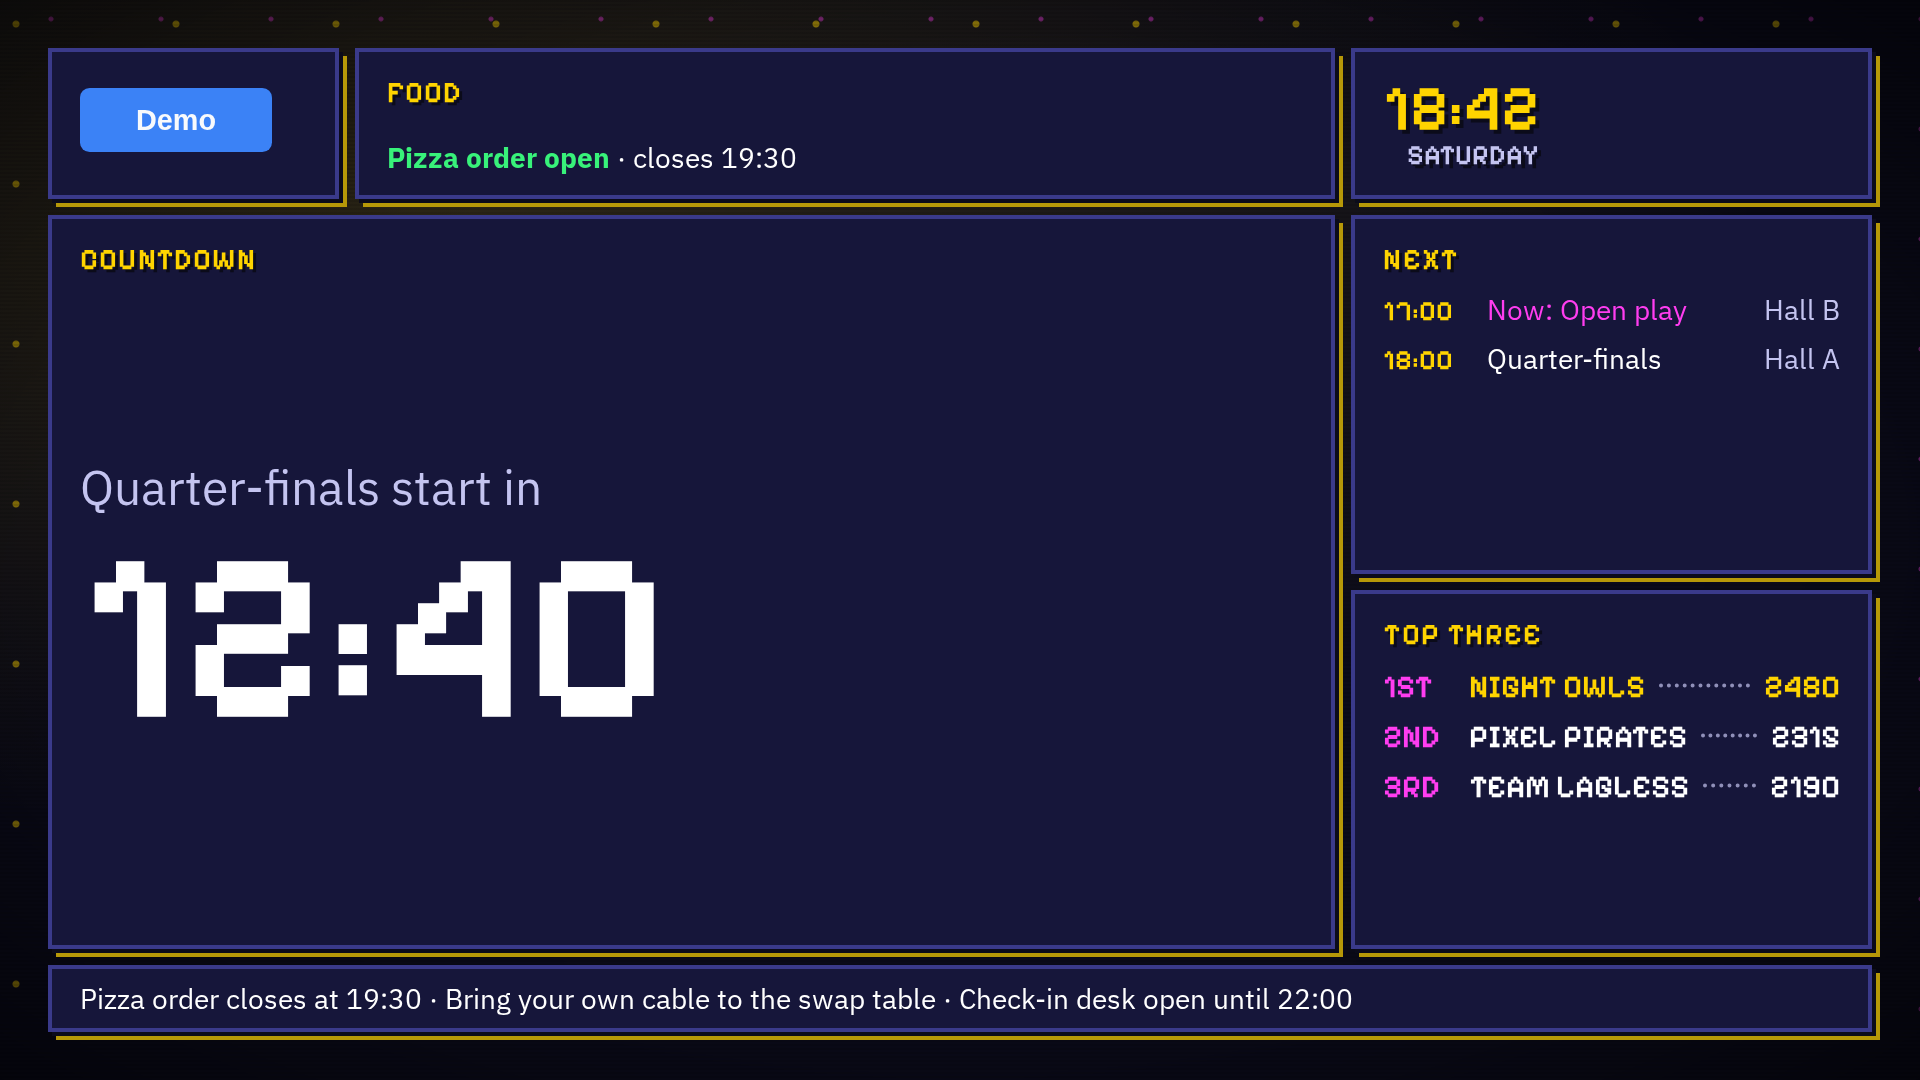 Demo
FOOD
Pizza order open · closes 19:30
18:42
SATURDAY
COUNTDOWN
Quarter-finals start in
12:40
NEXT
17:00 Now: Open play Hall B
18:00 Quarter-finals Hall A
TOP THREE
1ST NIGHT OWLS ············ 2480
2ND PIXEL PIRATES ········ 2315
3RD TEAM LAGLESS ······· 2190
Pizza order closes at 19:30 · Bring your own cable to the swap table · Check-in desk open until 22:00